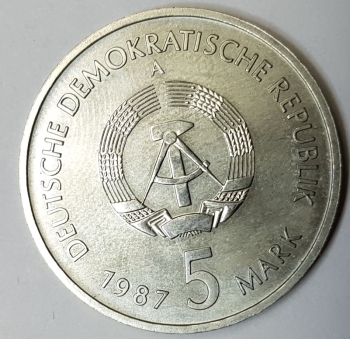 DEUTSCHE DEMOKRATISCHE REPUBLIK
A
1987 5 MARK